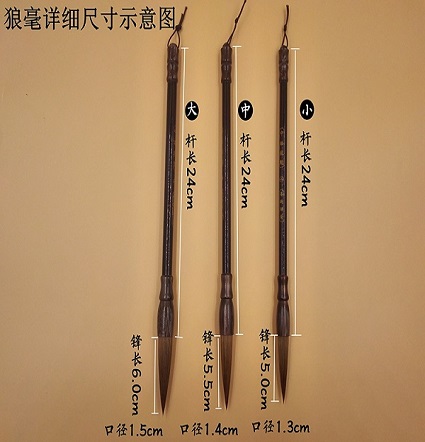 狼毫详细尺寸示意图
大
中
小
杆长24cm
杆长24cm
杆长24cm
锋长6.0cm
锋长5.5cm
锋长5.0cm
口径1.5cm
口径1.4cm
口径1.3cm